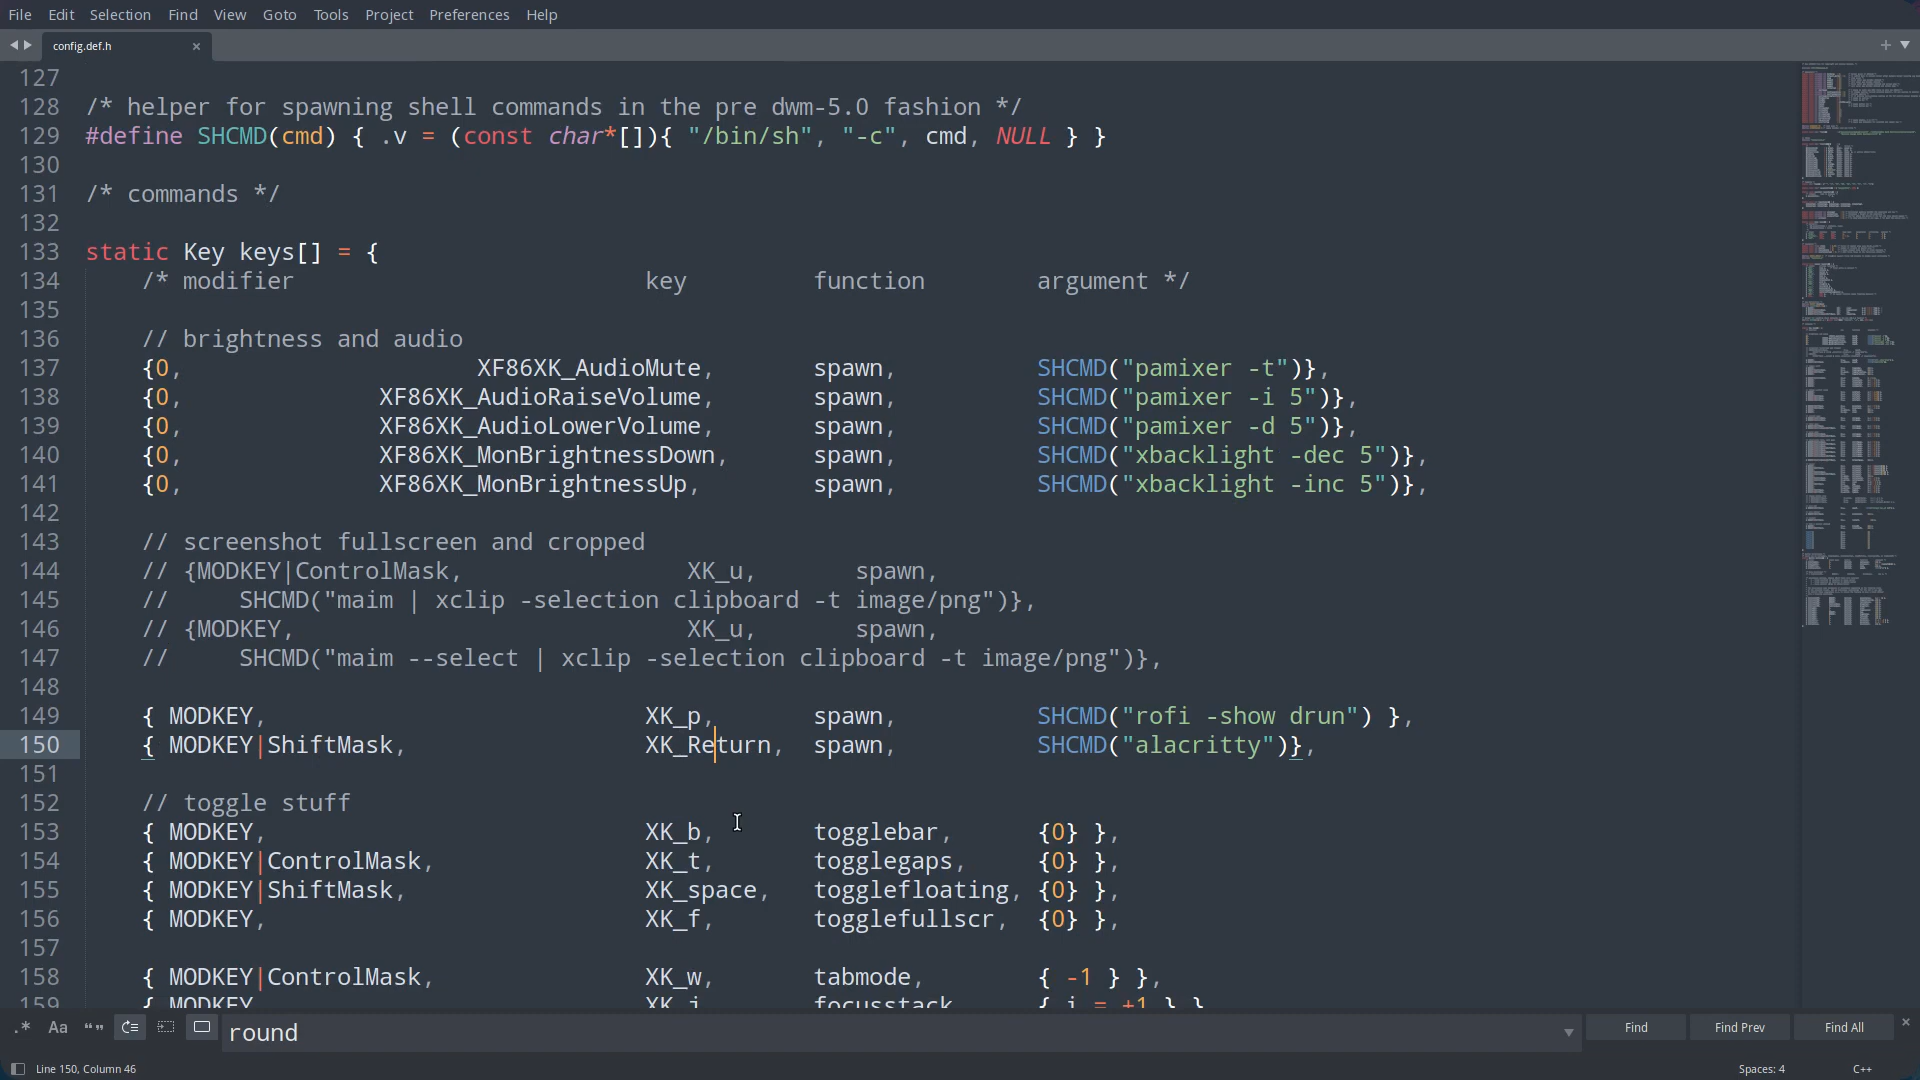 File Edit Selection Find View Goto Tools Project Preferences Help
config.def.h
127
128 /* helper for spawning shell commands in the pre dwm-5.0 fashion */
129 #define SHCMD(cmd) { .v = (const char*[]){ "/bin/sh", "-c", cmd, NULL } }
130
131 /* commands */
132
133 static Key keys[] = {
134 /* modifier key function argument */
135
136 // brightness and audio
137 {0, XF86XK_AudioMute, spawn, SHCMD("pamixer -t")},
138 {0, XF86XK_AudioRaiseVolume, spawn, SHCMD("pamixer -i 5")},
139 {0, XF86XK_AudioLowerVolume, spawn, SHCMD("pamixer -d 5")},
140 {0, XF86XK_MonBrightnessDown, spawn, SHCMD("xbacklight -dec 5")},
141 {0, XF86XK_MonBrightnessUp, spawn, SHCMD("xbacklight -inc 5")},
142
143 // screenshot fullscreen and cropped
144 // {MODKEY|ControlMask, XK_u, spawn,
145 // SHCMD("maim | xclip -selection clipboard -t image/png")},
146 // {MODKEY, XK_u, spawn,
147 // SHCMD("maim --select | xclip -selection clipboard -t image/png")},
148
149 { MODKEY, XK_p, spawn, SHCMD("rofi -show drun") },
150 { MODKEY|ShiftMask, XK_Return, spawn, SHCMD("alacritty")},
151
152 // toggle stuff
153 { MODKEY, XK_b, togglebar, {0} },
154 { MODKEY|ControlMask, XK_t, togglegaps, {0} },
155 { MODKEY|ShiftMask, XK_space, togglefloating, {0} },
156 { MODKEY, XK_f, togglefullscr, {0} },
157
158 { MODKEY|ControlMask, XK_w, tabmode, { -1 } },
159 { MODKEY focusstack
.* Aa “” round Find Find Prev Find All
Line 150, Column 46 Spaces: 4 C++